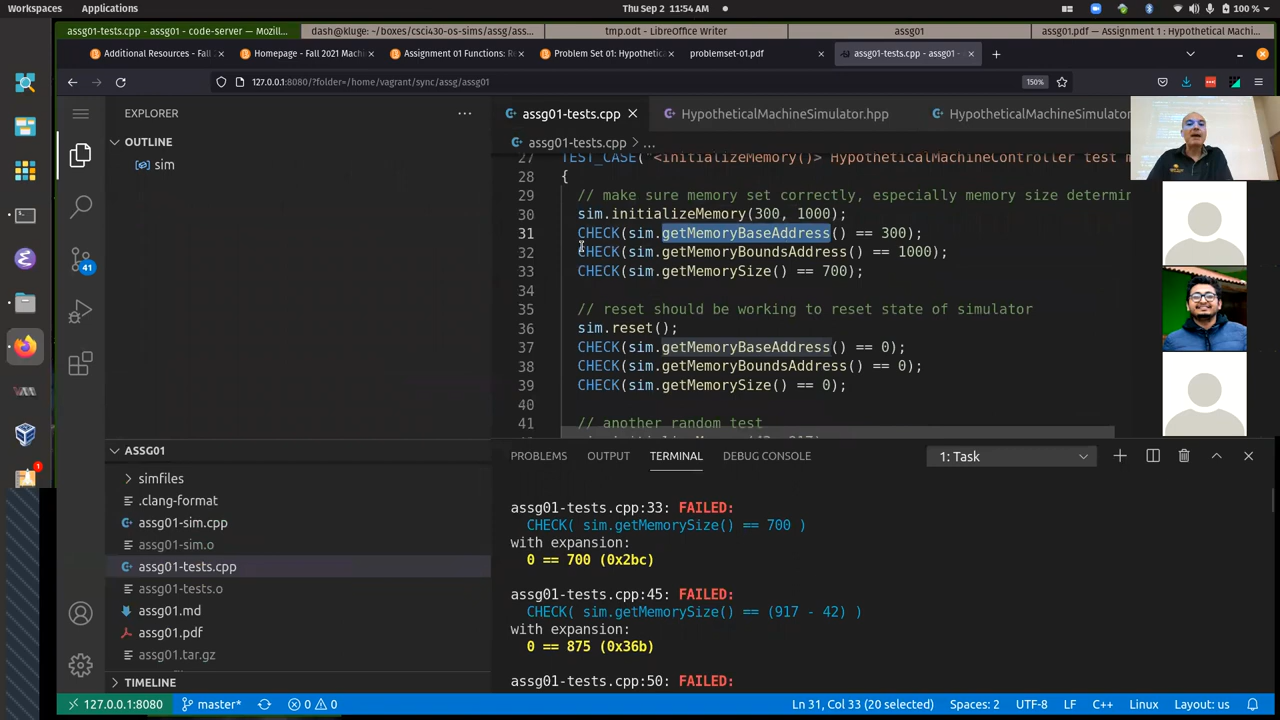 Workspaces Applications Thu Sep 2 11:54 AM 100 %
assg01-tests.cpp - assg01 - code-server — Mozilla... dash@kluge: ~/boxes/csci430-os-sims/assg/ass... tmp.odt - LibreOffice Writer assg01 assg01.pdf — Assignment 1 : Hypothetical Machi...
Additional Resources - Fall Homepage - Fall 2021 Machi Assignment 01 Functions: Re Problem Set 01: Hypothetic problemset-01.pdf assg01-tests.cpp - assg01 -
127.0.0.1:8080/?folder=/home/vagrant/sync/assg/assg01 150%
EXPLORER
OUTLINE
sim
41
1
ASSG01
simfiles
.clang-format
assg01-sim.cpp
assg01-sim.o
assg01-tests.cpp
assg01-tests.o
assg01.md
assg01.pdf
assg01.tar.gz
TIMELINE
assg01-tests.cpp HypotheticalMachineSimulator.hpp HypotheticalMachineSimulator
assg01-tests.cpp > ...
27 TEST_CASE("<initializeMemory()> HypotheticalMachineController test m
28 {
29 // make sure memory set correctly, especially memory size determin
30 sim.initializeMemory(300, 1000);
31 CHECK(sim.getMemoryBaseAddress() == 300);
32 CHECK(sim.getMemoryBoundsAddress() == 1000);
33 CHECK(sim.getMemorySize() == 700);
34
35 // reset should be working to reset state of simulator
36 sim.reset();
37 CHECK(sim.getMemoryBaseAddress() == 0);
38 CHECK(sim.getMemoryBoundsAddress() == 0);
39 CHECK(sim.getMemorySize() == 0);
40
41 // another random test
PROBLEMS OUTPUT TERMINAL DEBUG CONSOLE 1: Task
assg01-tests.cpp:33: FAILED:
CHECK( sim.getMemorySize() == 700 )
with expansion:
0 == 700 (0x2bc)
assg01-tests.cpp:45: FAILED:
CHECK( sim.getMemorySize() == (917 - 42) )
with expansion:
0 == 875 (0x36b)
assg01-tests.cpp:50: FAILED:
127.0.0.1:8080 master* 0 0 Ln 31, Col 33 (20 selected) Spaces: 2 UTF-8 LF C++ Linux Layout: us